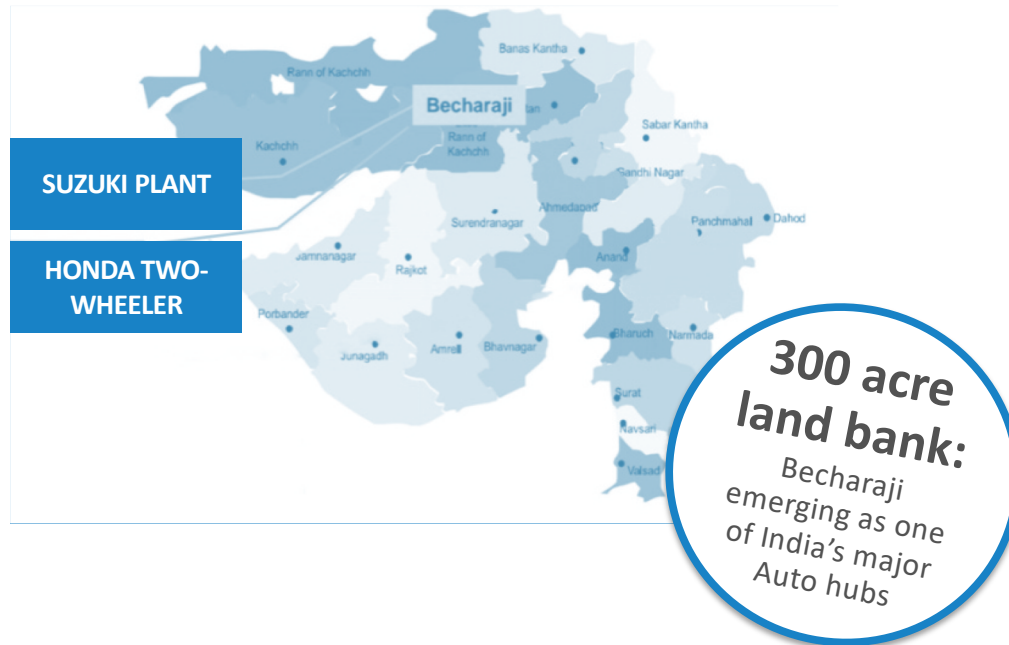 Banas Kantha
Rann of Kachchh
Becharaji
Sabar Kantha
Rann of
Kachchh
Kachchh
Gandhi Nagar
SUZUKI PLANT
Ahmedabad
Panchmahal
Dahod
Surendranagar
Jamnanagar
Rajkot
Anand
HONDA TWO-
WHEELER
Porbander
Junagadh
Amreli
Bhavnagar
Bharuch
Narmada
Surat
Navsari
Valsad
300 acre
land bank:
Becharaji
emerging as one
of India’s major
Auto hubs